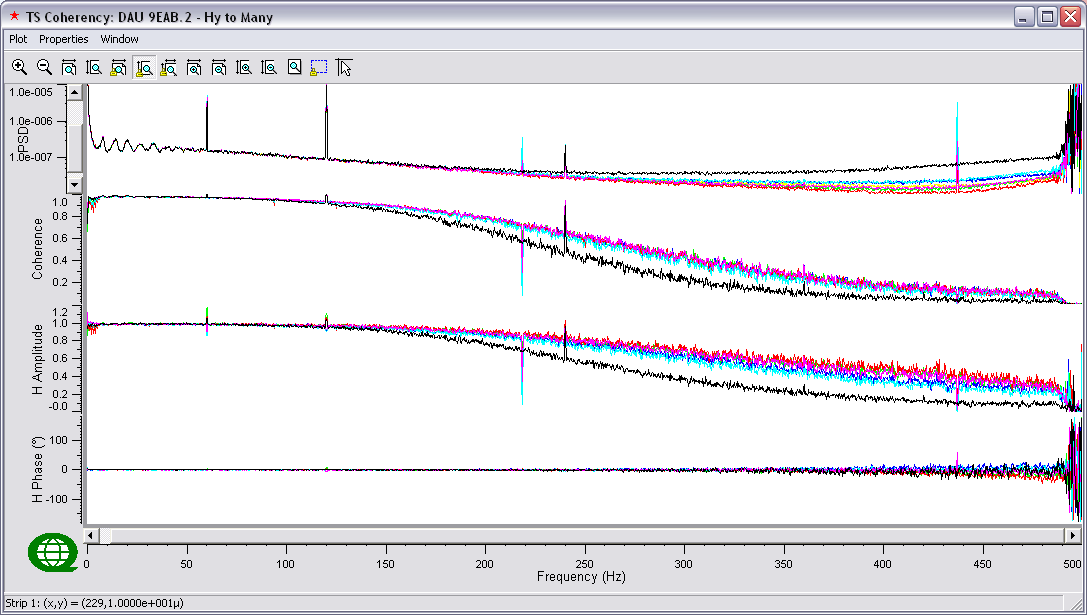 TS Coherency: DAU 9EAB.2 - Hy to Many
Plot Properties Window
1.0e-005
1.0e-006
1.0e-007
PSD
1.0
0.8
0.6
0.4
0.2
Coherence
1.2
1.0
0.8
0.6
0.4
0.2
-0.0
H Amplitude
100
0
-100
H Phase (°)
0 50 100 150 200 250 300 350 400 450 500
Frequency (Hz)
Strip 1: (x,y) = (229,1.0000e+001µ)